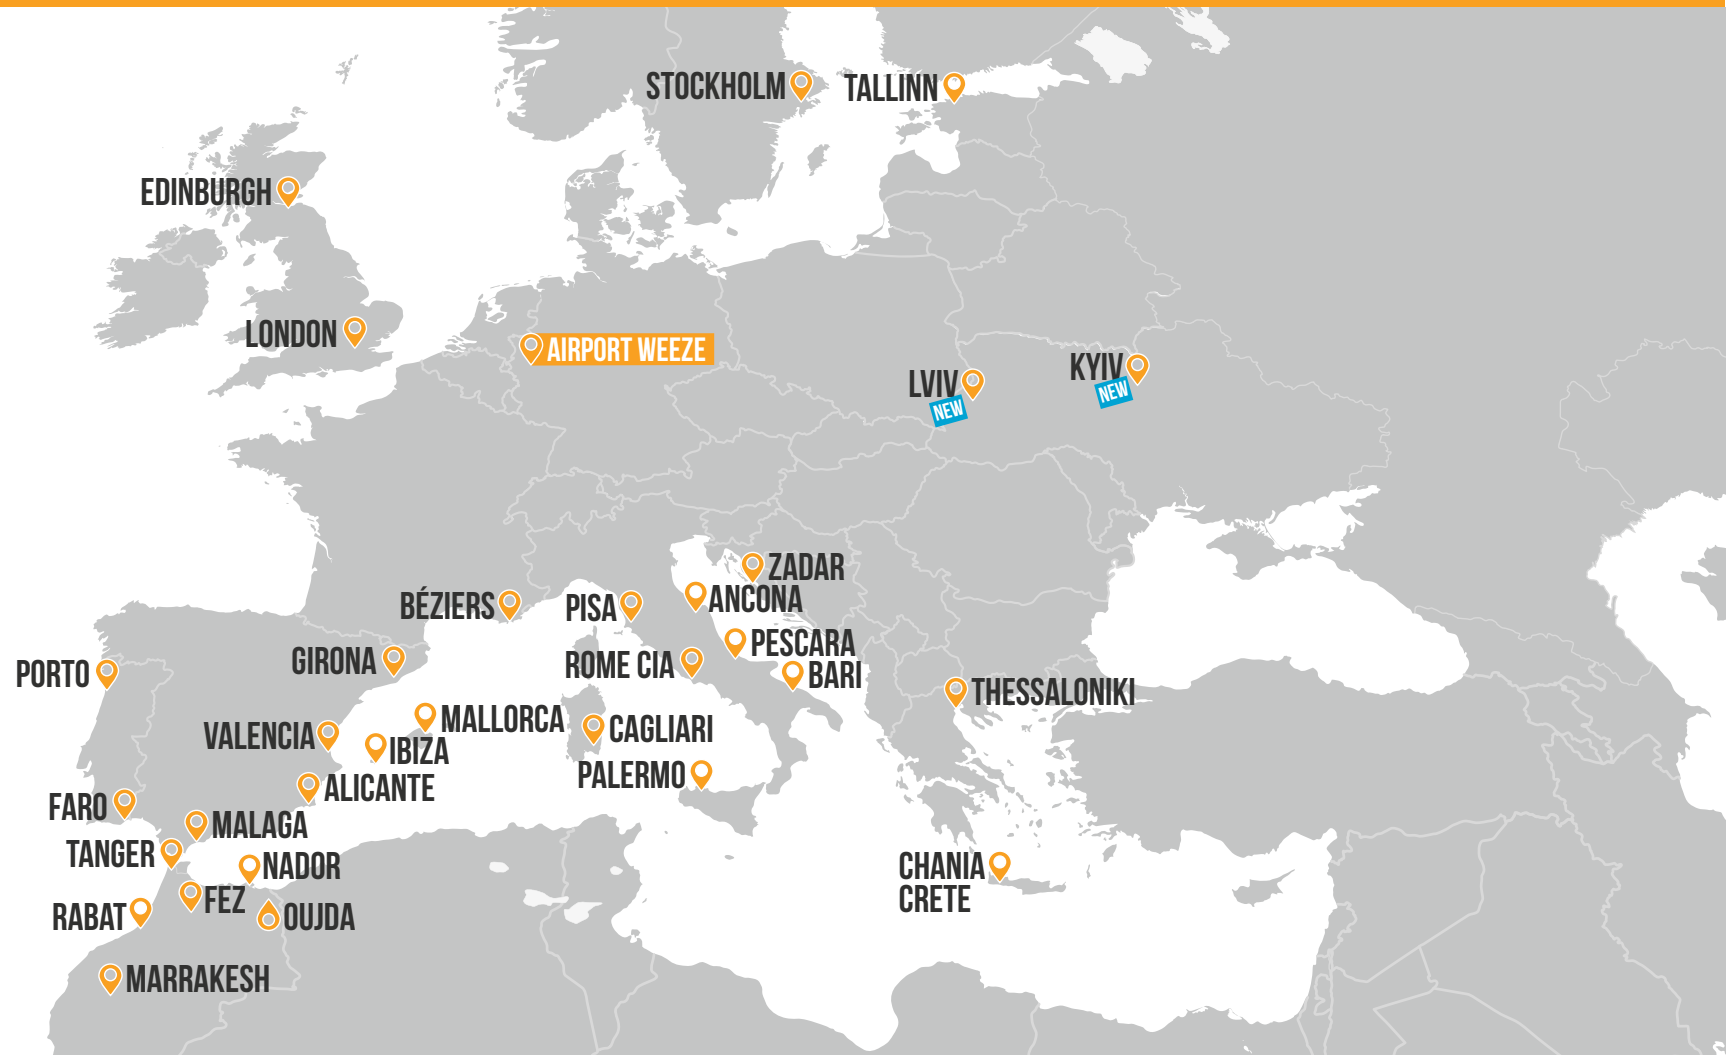 STOCKHOLM
TALLINN
EDINBURGH
LONDON
AIRPORT WEEZE
LVIV
NEW
KYIV
NEW
ZADAR
BÉZIERS
PISA
ANCONA
PESCARA
GIRONA
ROME CIA
BARI
PORTO
THESSALONIKI
MALLORCA
VALENCIA
CAGLIARI
IBIZA
PALERMO
ALICANTE
FARO
MALAGA
TANGER
NADOR
CHANIA
CRETE
FEZ
RABAT
OUJDA
MARRAKESH